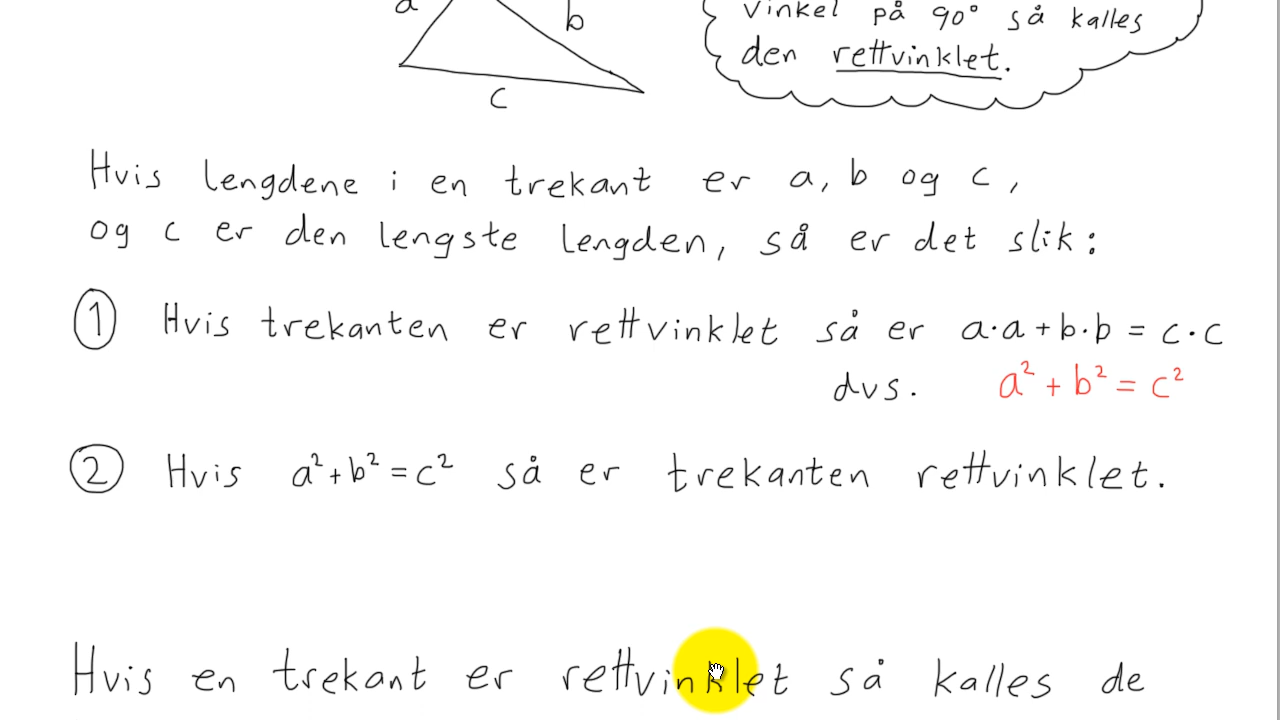 a
b
c
vinkel på 90° så kalles
den rettvinklet.
Hvis lengdene i en trekant er a, b og c,
og c er den lengste lengden, så er det slik:
① Hvis trekanten er rettvinklet så er a·a + b·b = c·c
dvs. a² + b² = c²
② Hvis a² + b² = c² så er trekanten rettvinklet.
Hvis en trekant er rettvinklet så kalles de